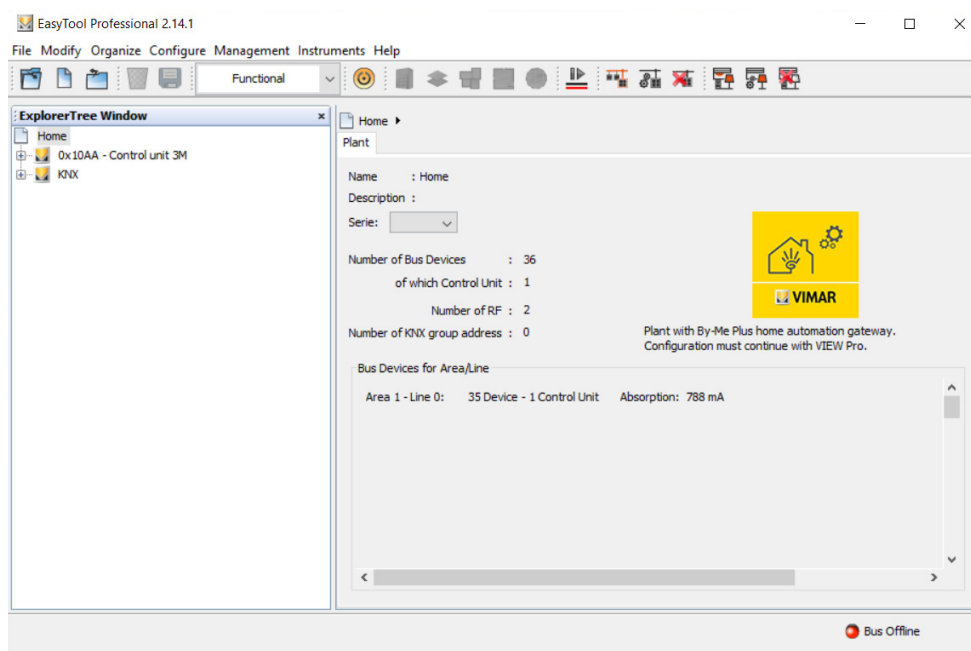 EasyTool Professional 2.14.1
File Modify Organize Configure Management Instruments Help
Functional
ExplorerTree Window
Home
0x10AA - Control unit 3M
KNX
Home
Plant
Name : Home
Description :
Serie:
Number of Bus Devices : 36
of which Control Unit : 1
Number of RF : 2
Number of KNX group address : 0
VIMAR
Plant with By-Me Plus home automation gateway.
Configuration must continue with VIEW Pro.
Bus Devices for Area/Line
Area 1 - Line 0: 35 Device - 1 Control Unit Absorption: 788 mA
Bus Offline